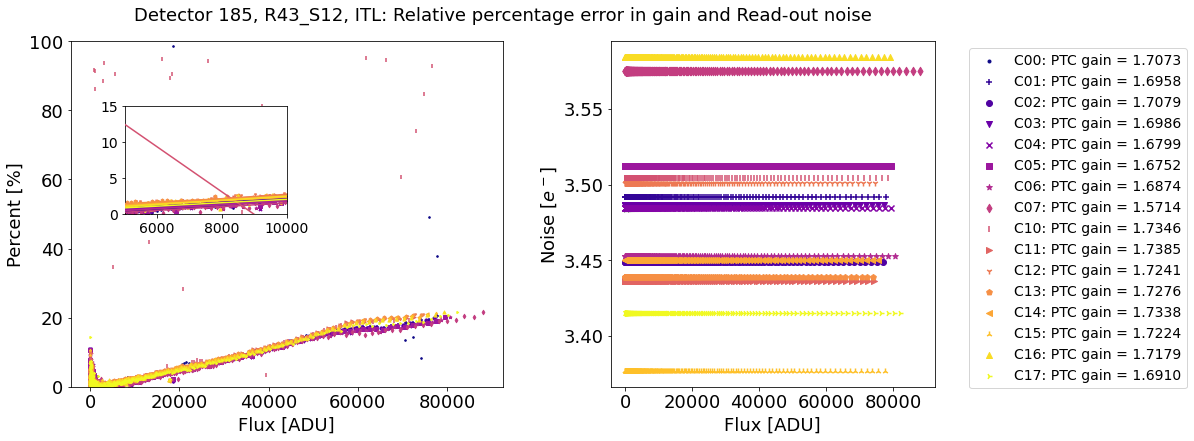 Detector 185, R43_S12, ITL: Relative percentage error in gain and Read-out noise
Percent [%]
100
80
60
40
20
0
15
10
5
0
6000 8000 10000
0 20000 40000 60000 80000
Flux [ADU]
Noise [e⁻]
3.55
3.50
3.45
3.40
0 20000 40000 60000 80000
Flux [ADU]
C00: PTC gain = 1.7073
C01: PTC gain = 1.6958
C02: PTC gain = 1.7079
C03: PTC gain = 1.6986
C04: PTC gain = 1.6799
C05: PTC gain = 1.6752
C06: PTC gain = 1.6874
C07: PTC gain = 1.5714
C10: PTC gain = 1.7346
C11: PTC gain = 1.7385
C12: PTC gain = 1.7241
C13: PTC gain = 1.7276
C14: PTC gain = 1.7338
C15: PTC gain = 1.7224
C16: PTC gain = 1.7179
C17: PTC gain = 1.6910